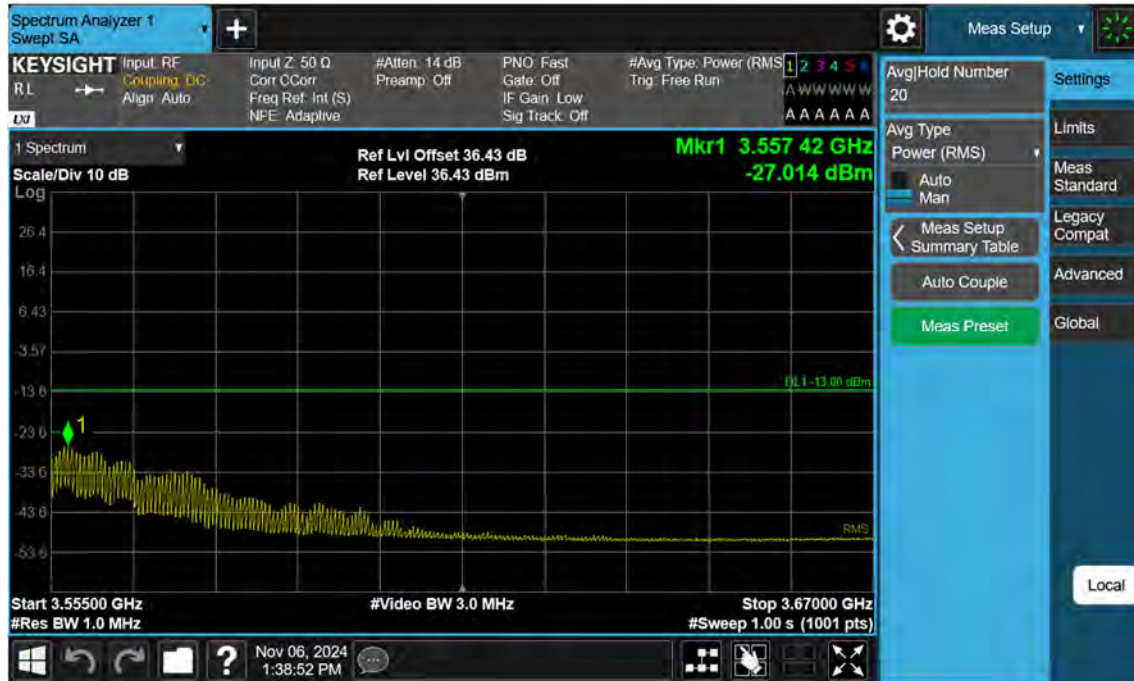 Spectrum Analyzer 1
Swept SA
+
Meas Setup
KEYSIGHT
RL
LXI
Input: RF
Coupling: DC
Align: Auto
Input Z: 50 Ω
Corr CCorr
Freq Ref: Int (S)
NFE: Adaptive
#Atten: 14 dB
Preamp: Off
PNO: Fast
Gate: Off
IF Gain: Low
Sig Track: Off
#Avg Type: Power (RMS
Trig: Free Run
1 2 3 4 5 6
A W W W W W
A A A A A A
1 Spectrum
Scale/Div 10 dB
Ref Lvl Offset 36.43 dB
Ref Level 36.43 dBm
Mkr1 3.557 42 GHz
-27.014 dBm
Log
26.4
16.4
6.43
-3.57
-13.6
-23.6
-33.6
-43.6
-53.6
DL1 -13.00 dBm
1
RMS
Start 3.55500 GHz
#Res BW 1.0 MHz
#Video BW 3.0 MHz
Stop 3.67000 GHz
#Sweep 1.00 s (1001 pts)
Avg|Hold Number
20
Avg Type
Power (RMS)
Auto
Man
Meas Setup
Summary Table
Auto Couple
Meas Preset
Settings
Limits
Meas
Standard
Legacy
Compat
Advanced
Global
Local
?
Nov 06, 2024
1:38:52 PM